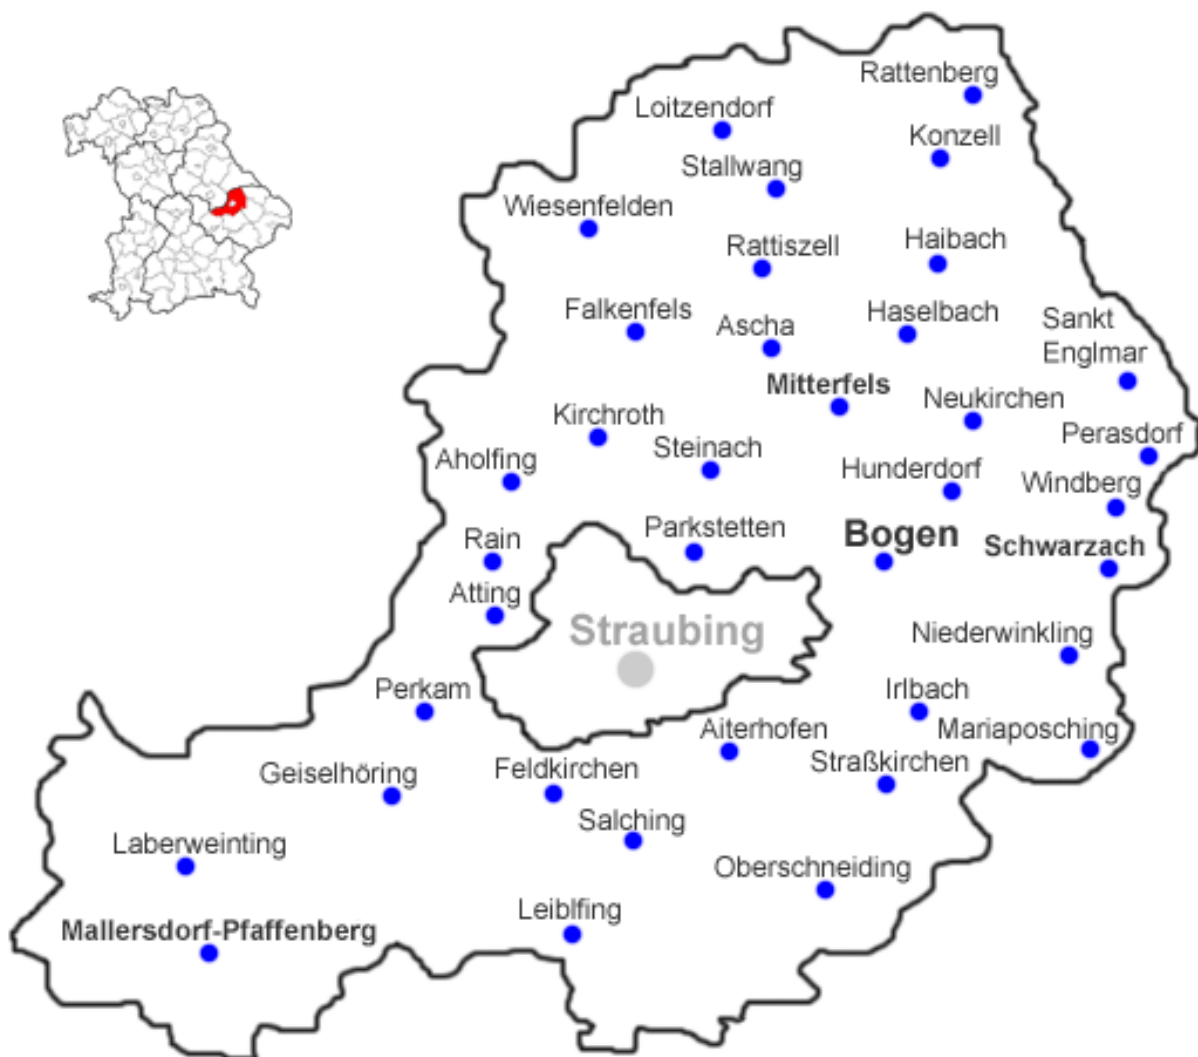 Rattenberg
Loitzendorf
Konzell
Stallwang
Wiesenfelden
Rattiszell
Haibach
Falkenfels
Ascha
Haselbach
Sankt
Englmar
Mitterfels
Neukirchen
Kirchroth
Perasdorf
Aholfing
Steinach
Hunderdorf
Windberg
Rain
Parkstetten
Bogen
Schwarzach
Atting
Straubing
Niederwinkling
Perkam
Irlbach
Aiterhofen
Mariaposching
Geiselhöring
Feldkirchen
Straßkirchen
Salching
Laberweinting
Oberschneiding
Leiblfing
Mallersdorf-Pfaffenberg